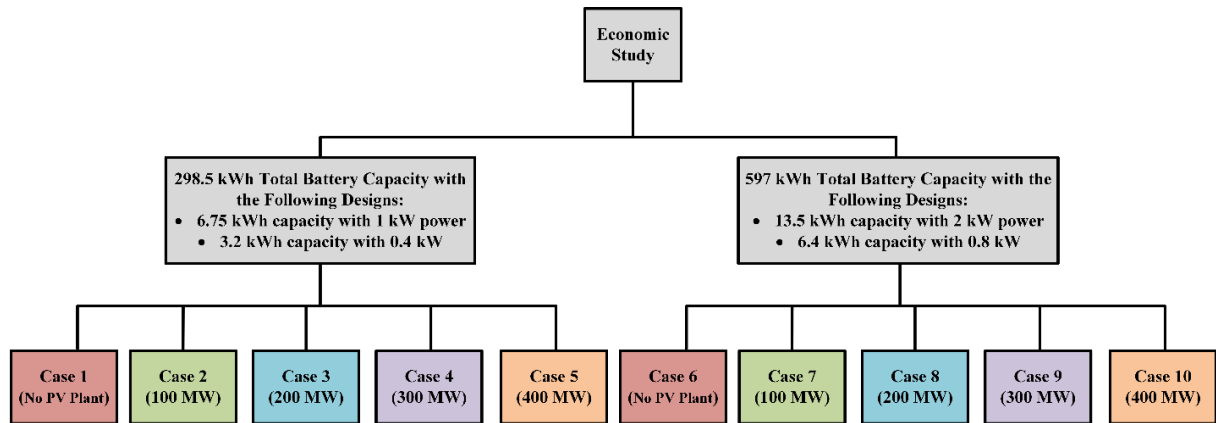 Economic
Study
298.5 kWh Total Battery Capacity with
the Following Designs:
• 6.75 kWh capacity with 1 kW power
• 3.2 kWh capacity with 0.4 kW
597 kWh Total Battery Capacity with the
Following Designs:
• 13.5 kWh capacity with 2 kW power
• 6.4 kWh capacity with 0.8 kW
Case 1
(No PV Plant)
Case 2
(100 MW)
Case 3
(200 MW)
Case 4
(300 MW)
Case 5
(400 MW)
Case 6
(No PV Plant)
Case 7
(100 MW)
Case 8
(200 MW)
Case 9
(300 MW)
Case 10
(400 MW)